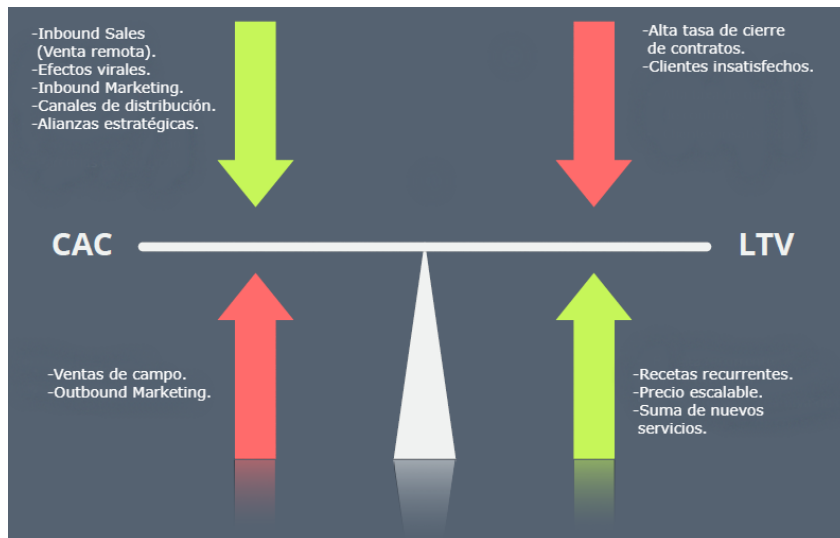 -Inbound Sales
(Venta remota).
-Efectos virales.
-Inbound Marketing.
-Canales de distribución.
-Alianzas estratégicas.
-Alta tasa de cierre
de contratos.
-Clientes insatisfechos.
CAC
LTV
-Ventas de campo.
-Outbound Marketing.
-Recetas recurrentes.
-Precio escalable.
-Suma de nuevos
servicios.